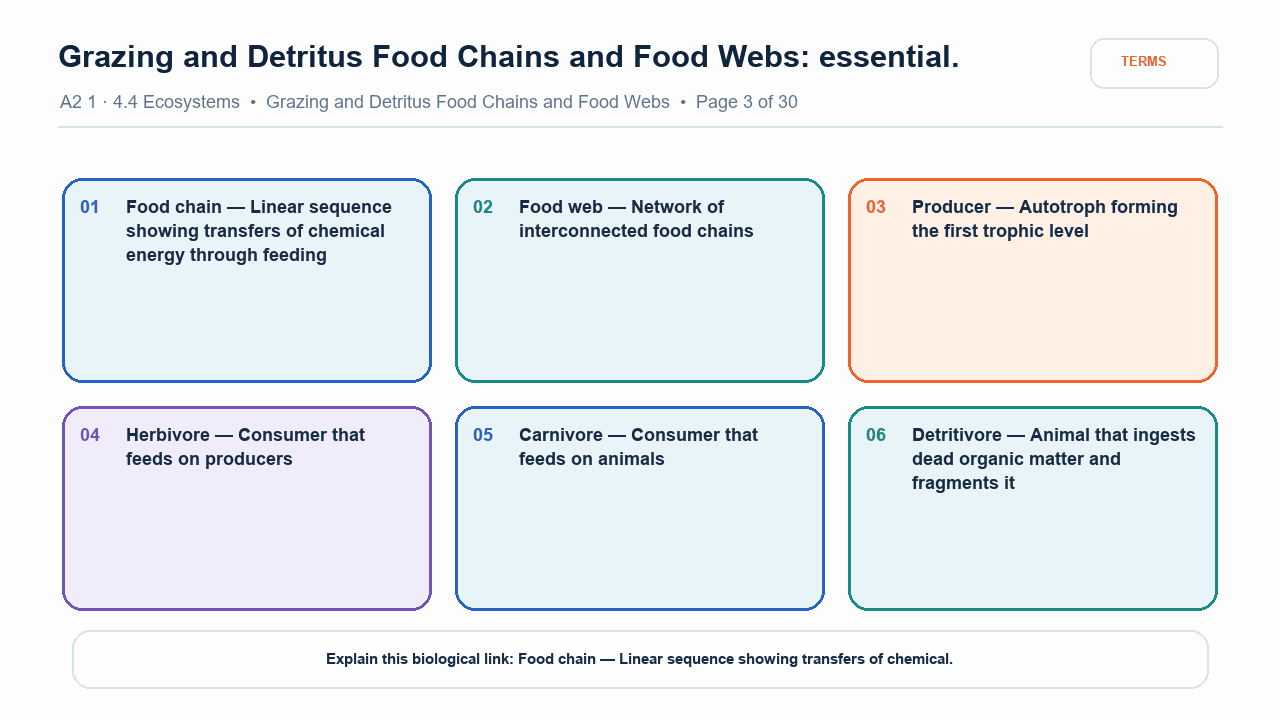 Grazing and Detritus Food Chains and Food Webs: essential.
TERMS
A2 1 · 4.4 Ecosystems • Grazing and Detritus Food Chains and Food Webs • Page 3 of 30
01 Food chain — Linear sequence
showing transfers of chemical
energy through feeding
02 Food web — Network of
interconnected food chains
03 Producer — Autotroph forming
the first trophic level
04 Herbivore — Consumer that
feeds on producers
05 Carnivore — Consumer that
feeds on animals
06 Detritivore — Animal that ingests
dead organic matter and
fragments it
Explain this biological link: Food chain — Linear sequence showing transfers of chemical.